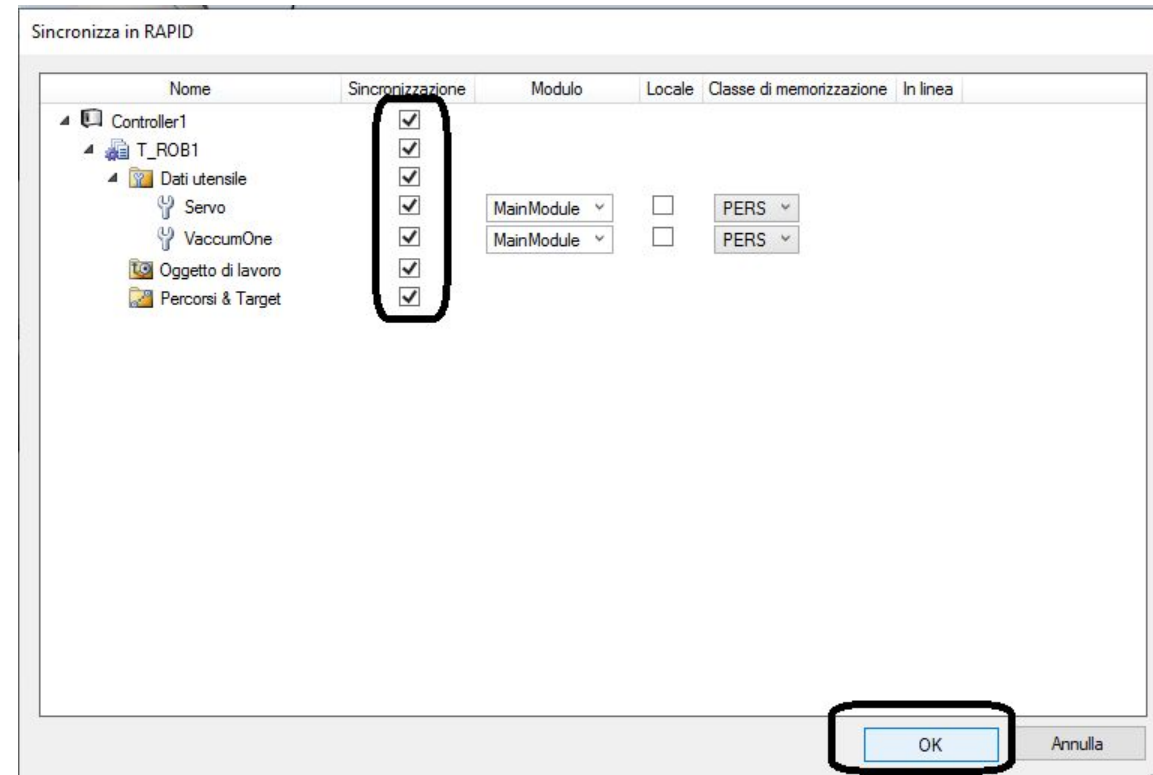 Sincronizza in RAPID
Nome Sincronizzazione Modulo Locale Classe di memorizzazione In linea
Controller1
T_ROB1
Dati utensile
Servo MainModule PERS
VaccumOne MainModule PERS
Oggetto di lavoro
Percorsi & Target
OK Annulla